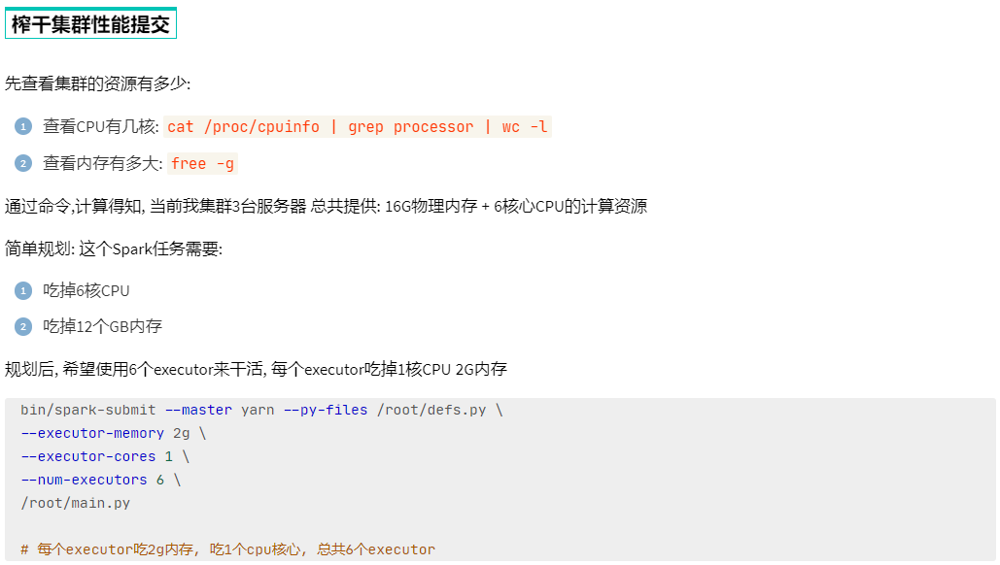 榨干集群性能提交
先查看集群的资源有多少:
1 查看CPU有几核: cat /proc/cpuinfo | grep processor | wc -l
2 查看内存有多大: free -g
通过命令,计算得知, 当前我集群3台服务器 总共提供: 16G物理内存 + 6核心CPU的计算资源
简单规划: 这个Spark任务需要:
1 吃掉6核CPU
2 吃掉12个GB内存
规划后, 希望使用6个executor来干活, 每个executor吃掉1核CPU 2G内存
bin/spark-submit --master yarn --py-files /root/defs.py \
--executor-memory 2g \
--executor-cores 1 \
--num-executors 6 \
/root/main.py
# 每个executor吃2g内存, 吃1个cpu核心, 总共6个executor